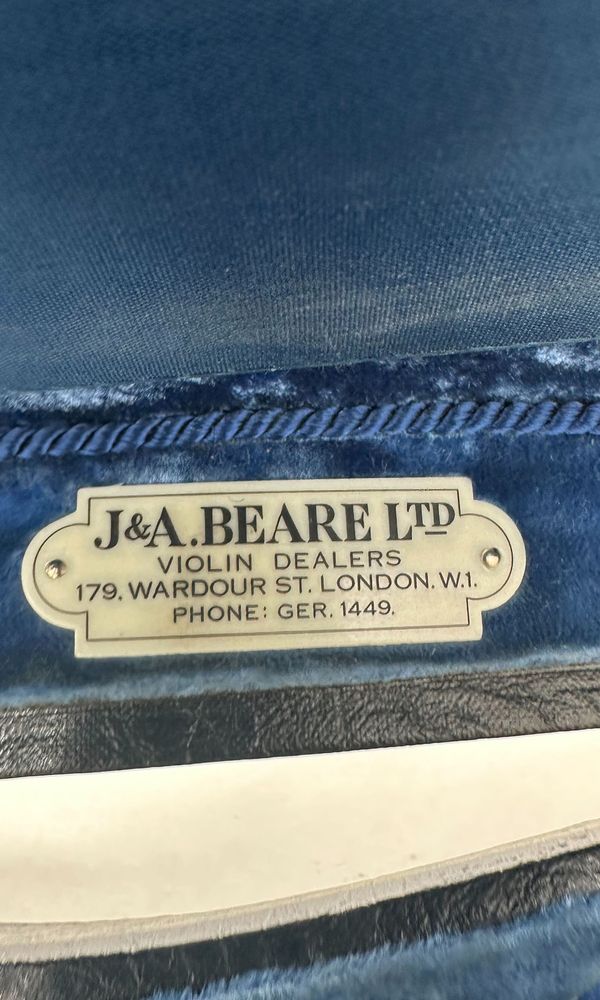 J&A.BEARE LTD
VIOLIN DEALERS
179. WARDOUR ST. LONDON. W.1.
PHONE: GER. 1449.